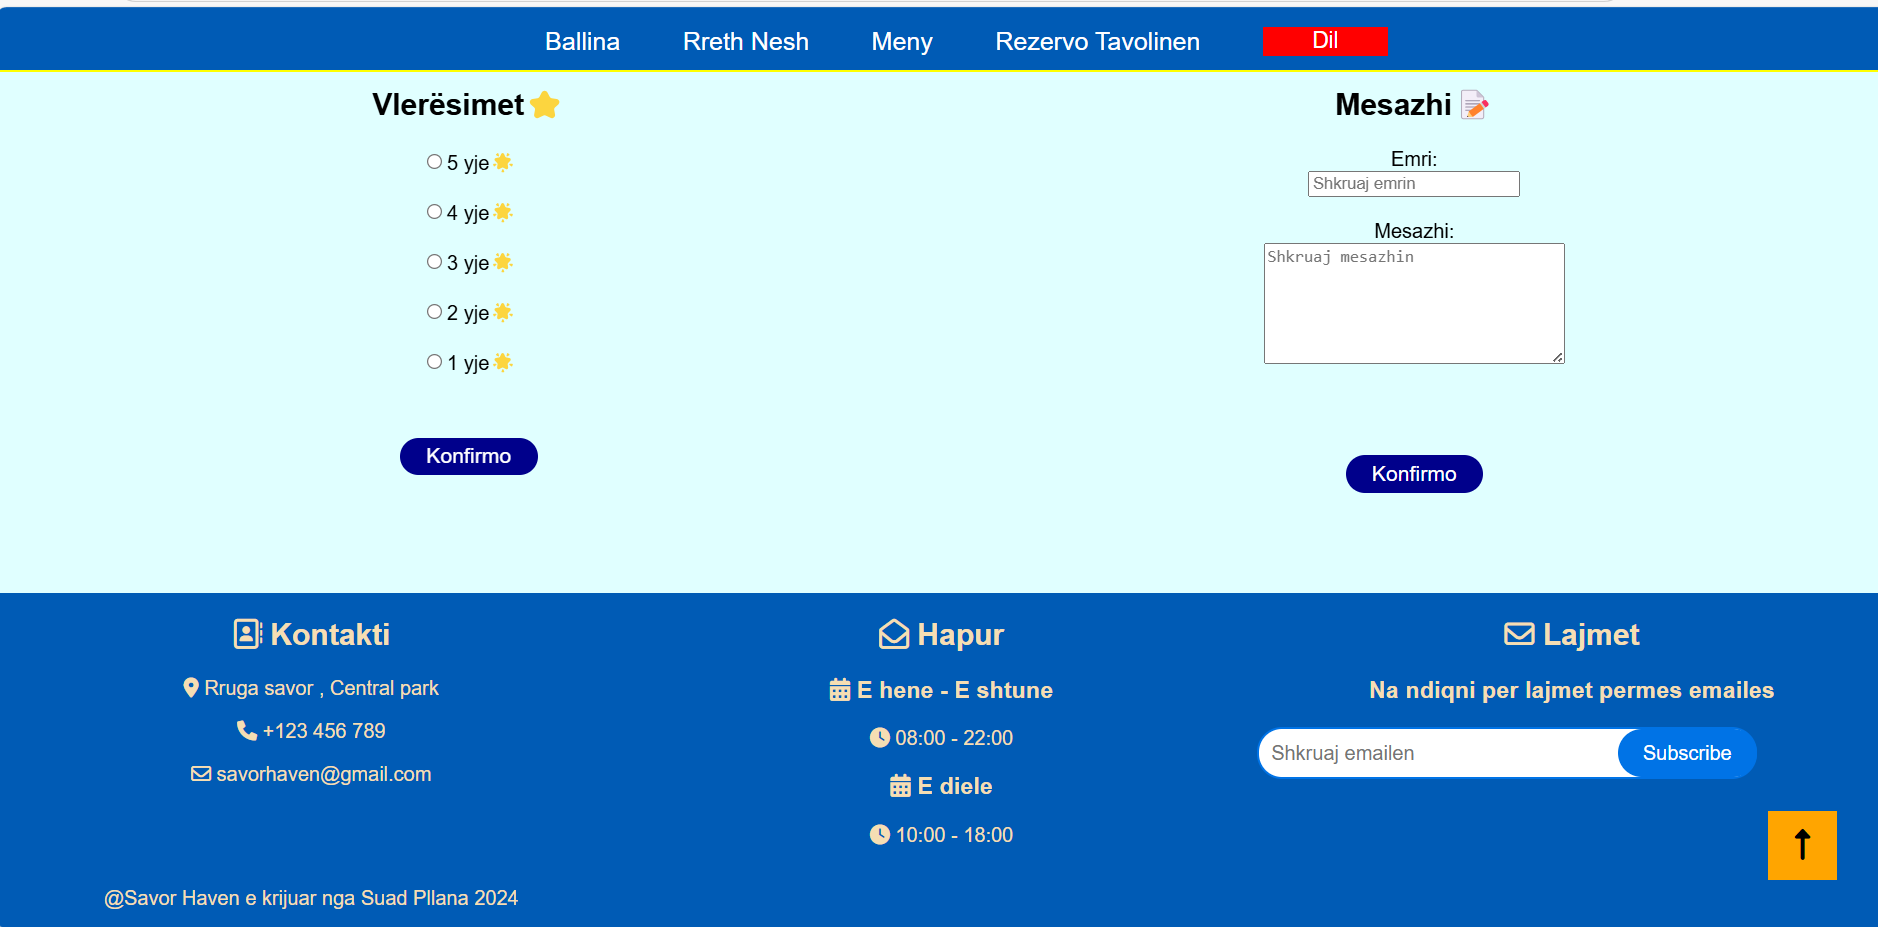 Ballina Rreth Nesh Meny Rezervo Tavolinen Dil
Vlerësimet
5 yje
4 yje
3 yje
2 yje
1 yje
Konfirmo
Mesazhi
Emri:
Shkruaj emrin
Mesazhi:
Shkruaj mesazhin
Konfirmo
Kontakti
Rruga savor , Central park
+123 456 789
savorhaven@gmail.com
Hapur
E hene - E shtune
08:00 - 22:00
E diele
10:00 - 18:00
Lajmet
Na ndiqni per lajmet permes emailes
Shkruaj emailen Subscribe
@Savor Haven e krijuar nga Suad Pllana 2024